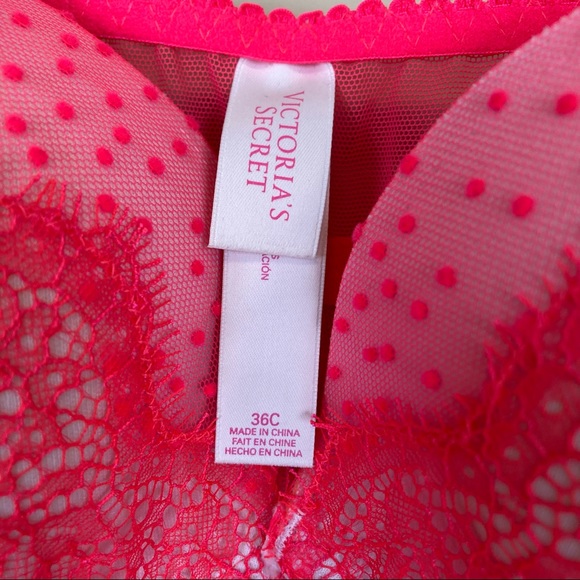 VICTORIA'S
SECRET
36C
MADE IN CHINA
FAIT EN CHINE
HECHO EN CHINA